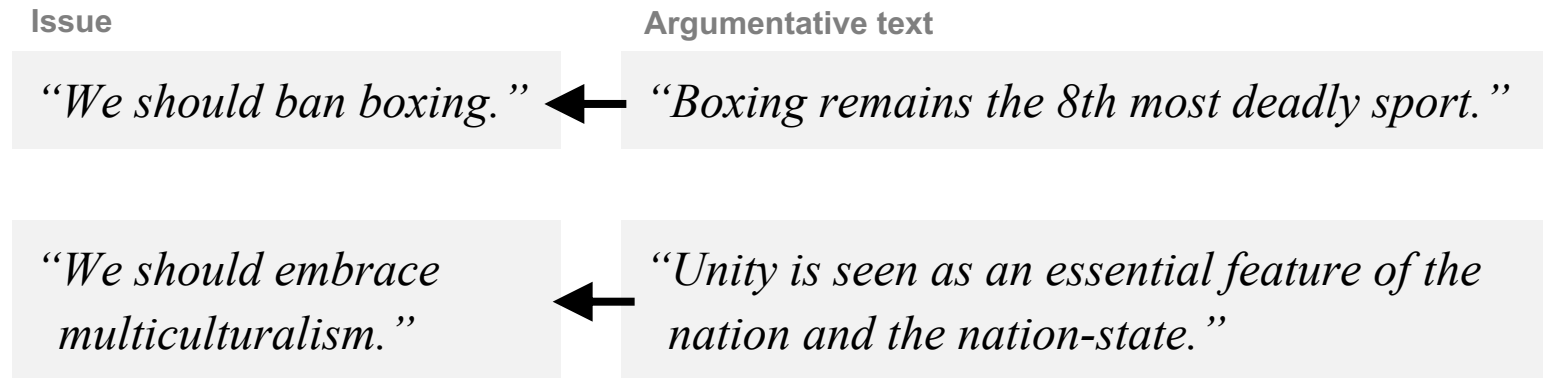 Issue
Argumentative text
“We should ban boxing.”
“Boxing remains the 8th most deadly sport.”
“We should embrace
multiculturalism.”
“Unity is seen as an essential feature of the
nation and the nation-state.”